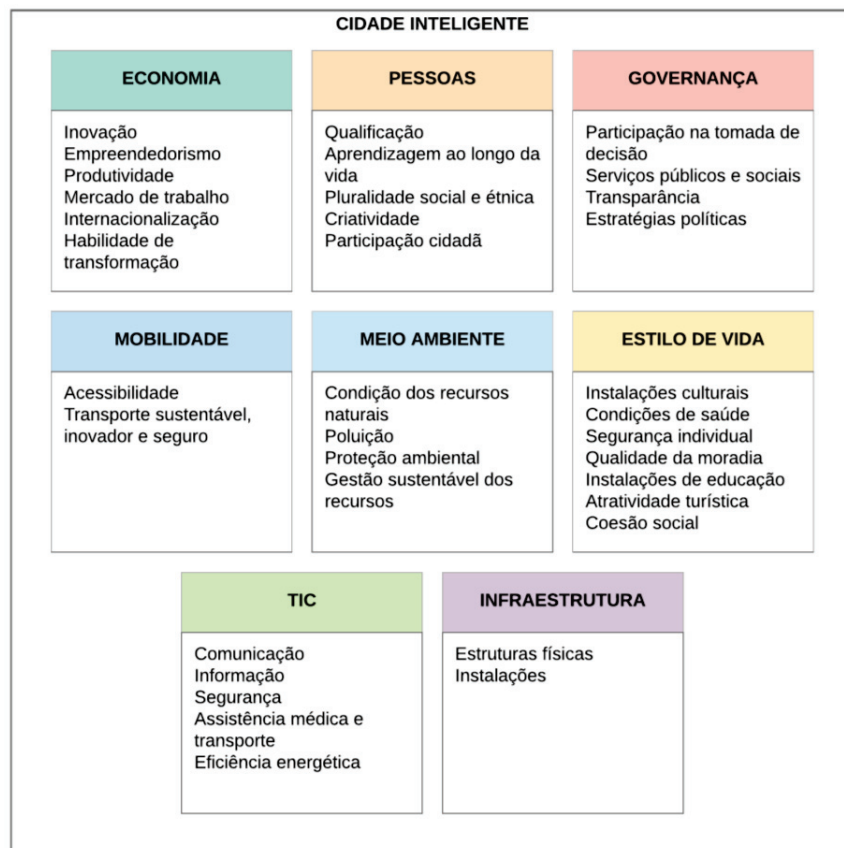 CIDADE INTELIGENTE
ECONOMIA
Inovação
Empreendedorismo
Produtividade
Mercado de trabalho
Internacionalização
Habilidade de
transformação
PESSOAS
Qualificação
Aprendizagem ao longo da
vida
Pluralidade social e étnica
Criatividade
Participação cidadã
GOVERNANÇA
Participação na tomada de
decisão
Serviços públicos e sociais
Transparência
Estratégias políticas
MOBILIDADE
Acessibilidade
Transporte sustentável,
inovador e seguro
MEIO AMBIENTE
Condição dos recursos
naturais
Poluição
Proteção ambiental
Gestão sustentável dos
recursos
ESTILO DE VIDA
Instalações culturais
Condições de saúde
Segurança individual
Qualidade da moradia
Instalações de educação
Atratividade turística
Coesão social
TIC
Comunicação
Informação
Segurança
Assistência médica e
transporte
Eficiência energética
INFRAESTRUTURA
Estruturas físicas
Instalações